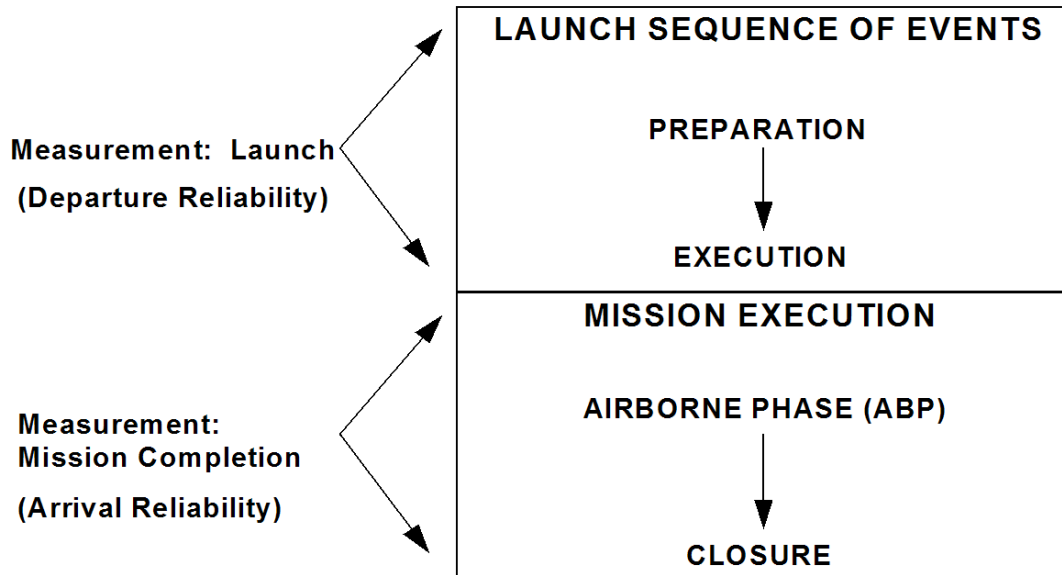 LAUNCH SEQUENCE OF EVENTS
PREPARATION
Measurement: Launch
(Departure Reliability)
EXECUTION
MISSION EXECUTION
AIRBORNE PHASE (ABP)
Measurement:
Mission Completion
(Arrival Reliability)
CLOSURE